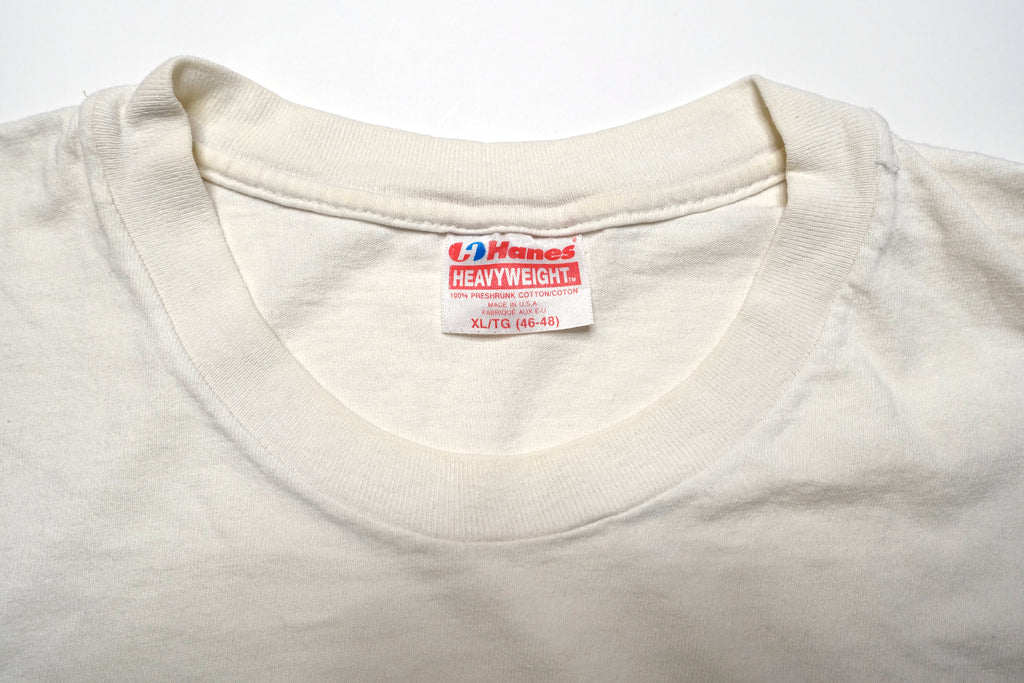 Hanes®
HEAVYWEIGHT™
100% PRESHRUNK COTTON/COTON
MADE IN U.S.A.
FABRIQUE AUX E-U
XL/TG (46-48)